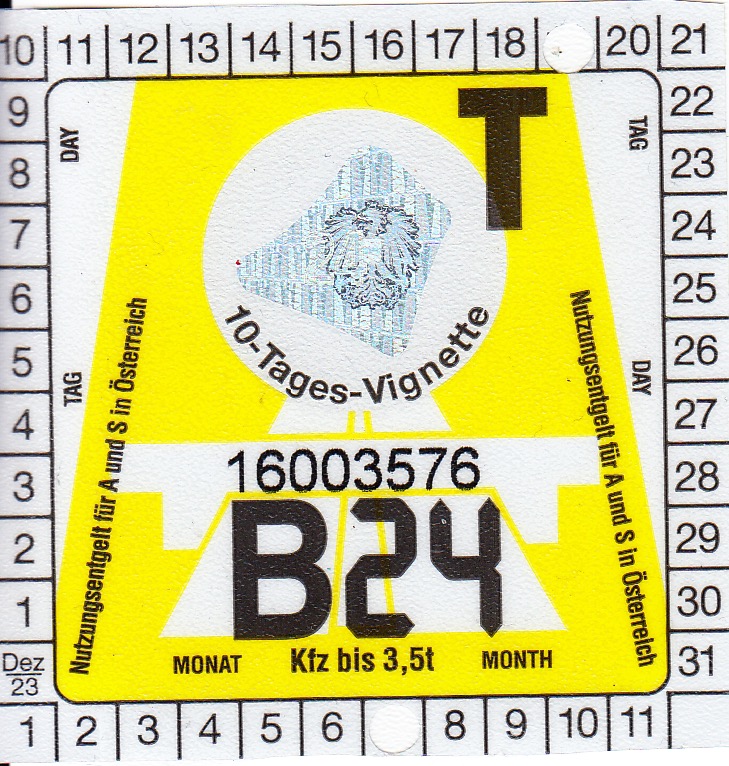 10 11 12 13 14 15 16 17 18 20 21
9 22
8 23
7 24
6 25
5 26
4 27
3 28
2 29
1 30
Dez 23 31
1 2 3 4 5 6 8 9 10 11
DAY
TAG
T
10-Tages-Vignette
TAG
DAY
Nutzungsentgelt für A und S in Österreich
Nutzungsentgelt für A und S in Österreich
16003576
B24
MONAT Kfz bis 3,5t MONTH